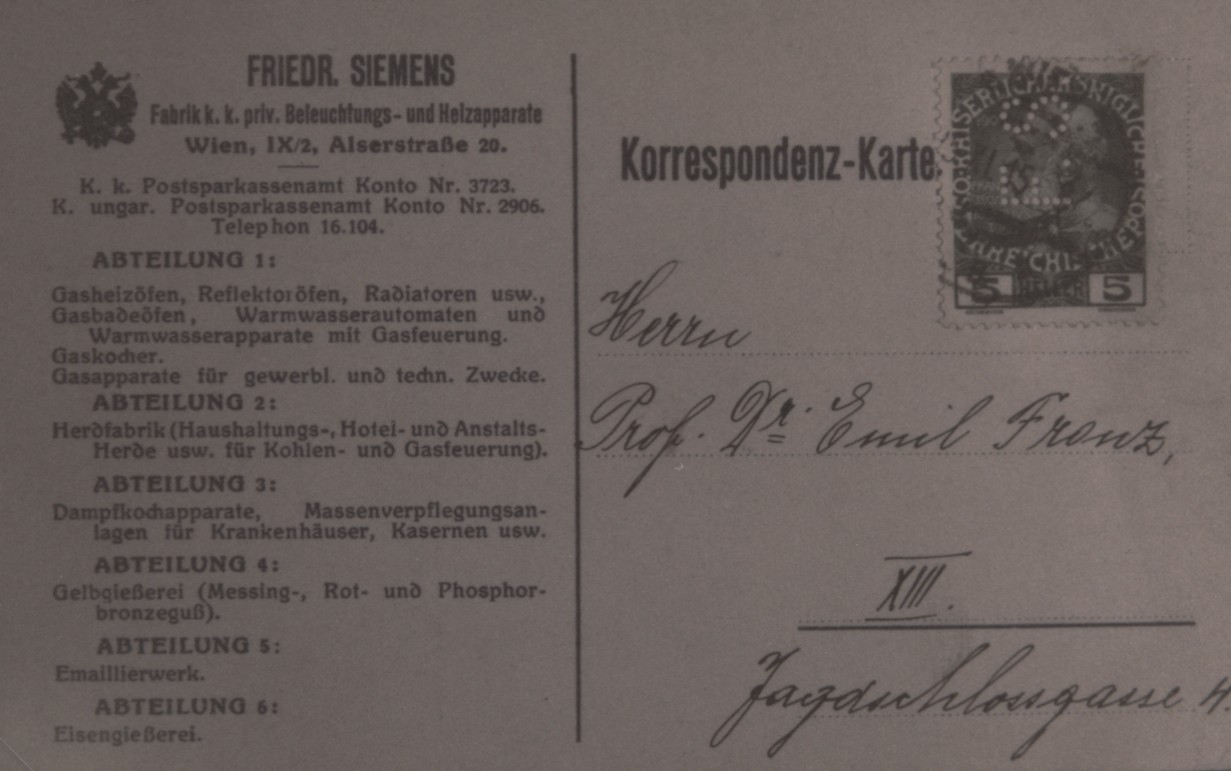 FRIEDR. SIEMENS
Fabrik k. k. priv. Beleuchtungs- und Heizapparate
Wien, IX/2, Alserstraße 20.
K. k. Postsparkassenamt Konto Nr. 3723.
K. ungar. Postsparkassenamt Konto Nr. 2906.
Telephon 16.104.
ABTEILUNG 1:
Gasheizöfen, Reflektoröfen, Radiatoren usw.,
Gasbadeöfen, Warmwasserautomaten und
Warmwasserapparate mit Gasfeuerung.
Gaskocher.
Gasapparate für gewerbl. und techn. Zwecke.
ABTEILUNG 2:
Herdfabrik (Haushaltungs-, Hotel- und Anstalts-
Herde usw. für Kohlen- und Gasfeuerung).
ABTEILUNG 3:
Dampfkochapparate, Massenverpflegungsan-
lagen für Krankenhäuser, Kasernen usw.
ABTEILUNG 4:
Gelbgießerei (Messing-, Rot- und Phosphor-
bronzeguß).
ABTEILUNG 5:
Emaillierwerk.
ABTEILUNG 6:
Eisengießerei.
Korrespondenz-Karte.
5 HELLER 5
Herrn
Prof. Dr. Emil Franz,
XIII.
Jagdschlossgasse 4.